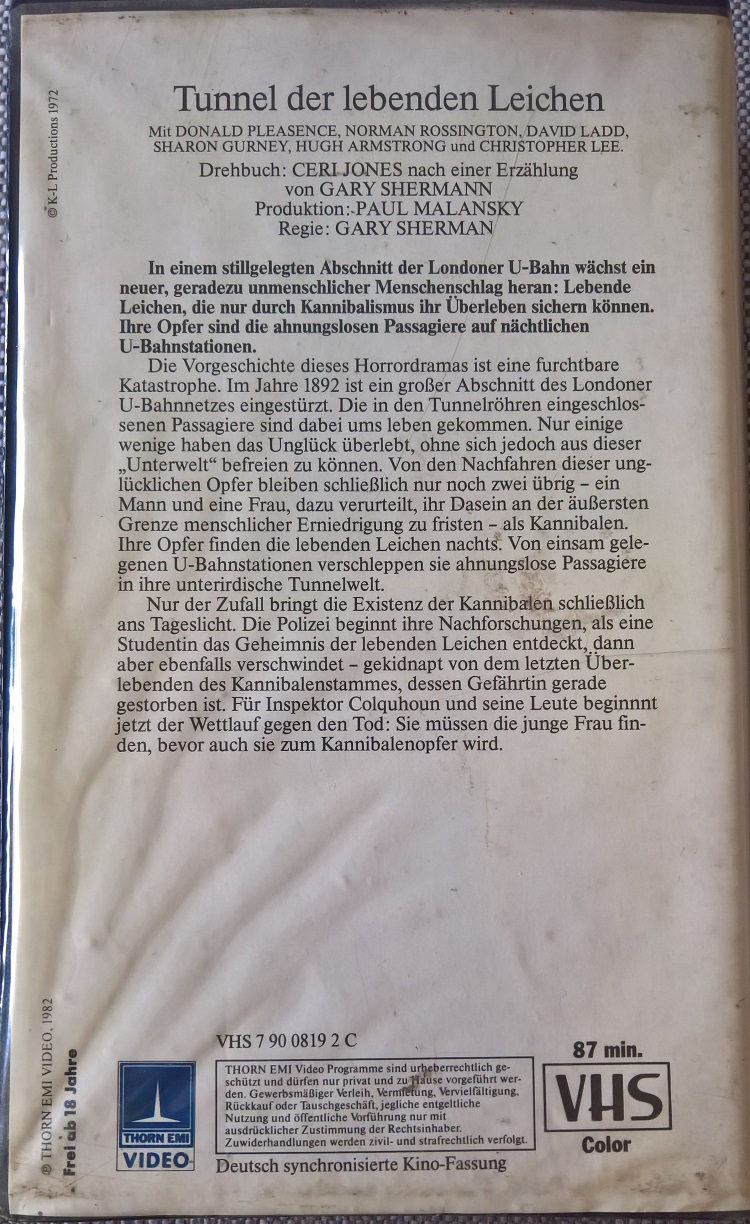 © K-L Productions 1972
Tunnel der lebenden Leichen
Mit DONALD PLEASENCE, NORMAN ROSSINGTON, DAVID LADD,
SHARON GURNEY, HUGH ARMSTRONG und CHRISTOPHER LEE.
Drehbuch: CERI JONES nach einer Erzählung
von GARY SHERMANN
Produktion: PAUL MALANSKY
Regie: GARY SHERMAN
In einem stillgelegten Abschnitt der Londoner U-Bahn wächst ein
neuer, geradezu unmenschlicher Menschenschlag heran: Lebende
Leichen, die nur durch Kannibalismus ihr Überleben sichern können.
Ihre Opfer sind die ahnungslosen Passagiere auf nächtlichen
U-Bahnstationen.
Die Vorgeschichte dieses Horrordramas ist eine furchtbare
Katastrophe. Im Jahre 1892 ist ein großer Abschnitt des Londoner
U-Bahnnetzes eingestürzt. Die in den Tunnelröhren eingeschlos-
senen Passagiere sind dabei ums leben gekommen. Nur einige
wenige haben das Unglück überlebt, ohne sich jedoch aus dieser
„Unterwelt“ befreien zu können. Von den Nachfahren dieser ung-
lücklichen Opfer bleiben schließlich nur noch zwei übrig – ein
Mann und eine Frau, dazu verurteilt, ihr Dasein an der äußersten
Grenze menschlicher Erniedrigung zu fristen – als Kannibalen.
Ihre Opfer finden die lebenden Leichen nachts. Von einsam gele-
genen U-Bahnstationen verschleppen sie ahnungslose Passagiere
in ihre unterirdische Tunnelwelt.
Nur der Zufall bringt die Existenz der Kannibalen schließlich
ans Tageslicht. Die Polizei beginnt ihre Nachforschungen, als eine
Studentin das Geheimnis der lebenden Leichen entdeckt, dann
aber ebenfalls verschwindet – gekidnapt von dem letzten Über-
lebenden des Kannibalenstammes, dessen Gefährtin gerade
gestorben ist. Für Inspektor Colquhoun und seine Leute beginnnt
jetzt der Wettlauf gegen den Tod: Sie müssen die junge Frau fin-
den, bevor auch sie zum Kannibalenopfer wird.
℗ THORN EMI VIDEO, 1982
Frei ab 18 Jahre
VHS 7 90 0819 2 C
THORN EMI
VIDEO
THORN EMI Video Programme sind urheberrechtlich ge-
schützt und dürfen nur privat und zu Hause vorgeführt wer-
den. Gewerbsmäßiger Verleih, Vermietung, Vervielfältigung,
Rückkauf oder Tauschgeschäft, jegliche entgeltliche
Nutzung und öffentliche Vorführung nur mit
ausdrücklicher Zustimmung der Rechtsinhaber.
Zuwiderhandlungen werden zivil- und strafrechtlich verfolgt.
Deutsch synchronisierte Kino-Fassung
87 min.
VHS
Color